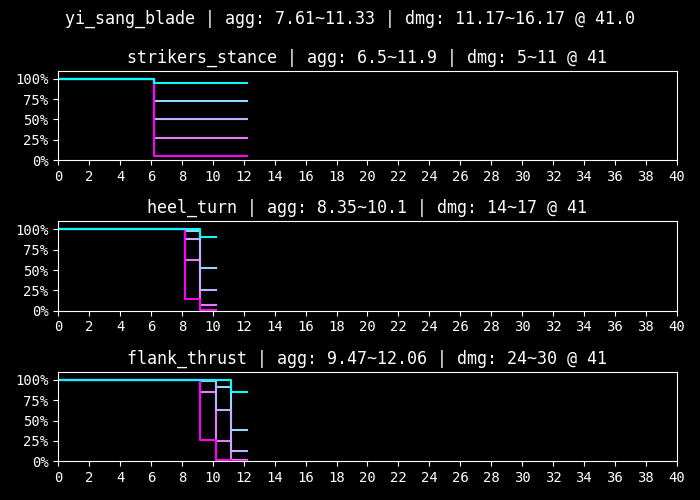 yi_sang_blade | agg: 7.61~11.33 | dmg: 11.17~16.17 @ 41.0
strikers_stance | agg: 6.5~11.9 | dmg: 5~11 @ 41
100%
75%
50%
25%
0%
0 2 4 6 8 10 12 14 16 18 20 22 24 26 28 30 32 34 36 38 40
heel_turn | agg: 8.35~10.1 | dmg: 14~17 @ 41
100%
75%
50%
25%
0%
0 2 4 6 8 10 12 14 16 18 20 22 24 26 28 30 32 34 36 38 40
flank_thrust | agg: 9.47~12.06 | dmg: 24~30 @ 41
100%
75%
50%
25%
0%
0 2 4 6 8 10 12 14 16 18 20 22 24 26 28 30 32 34 36 38 40